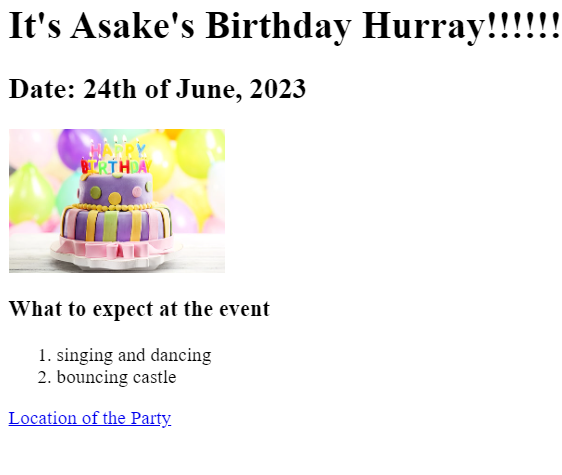 It's Asake's Birthday Hurray!!!!!!
Date: 24th of June, 2023
HAPPY
BIRTHDAY
What to expect at the event
1. singing and dancing
2. bouncing castle
Location of the Party